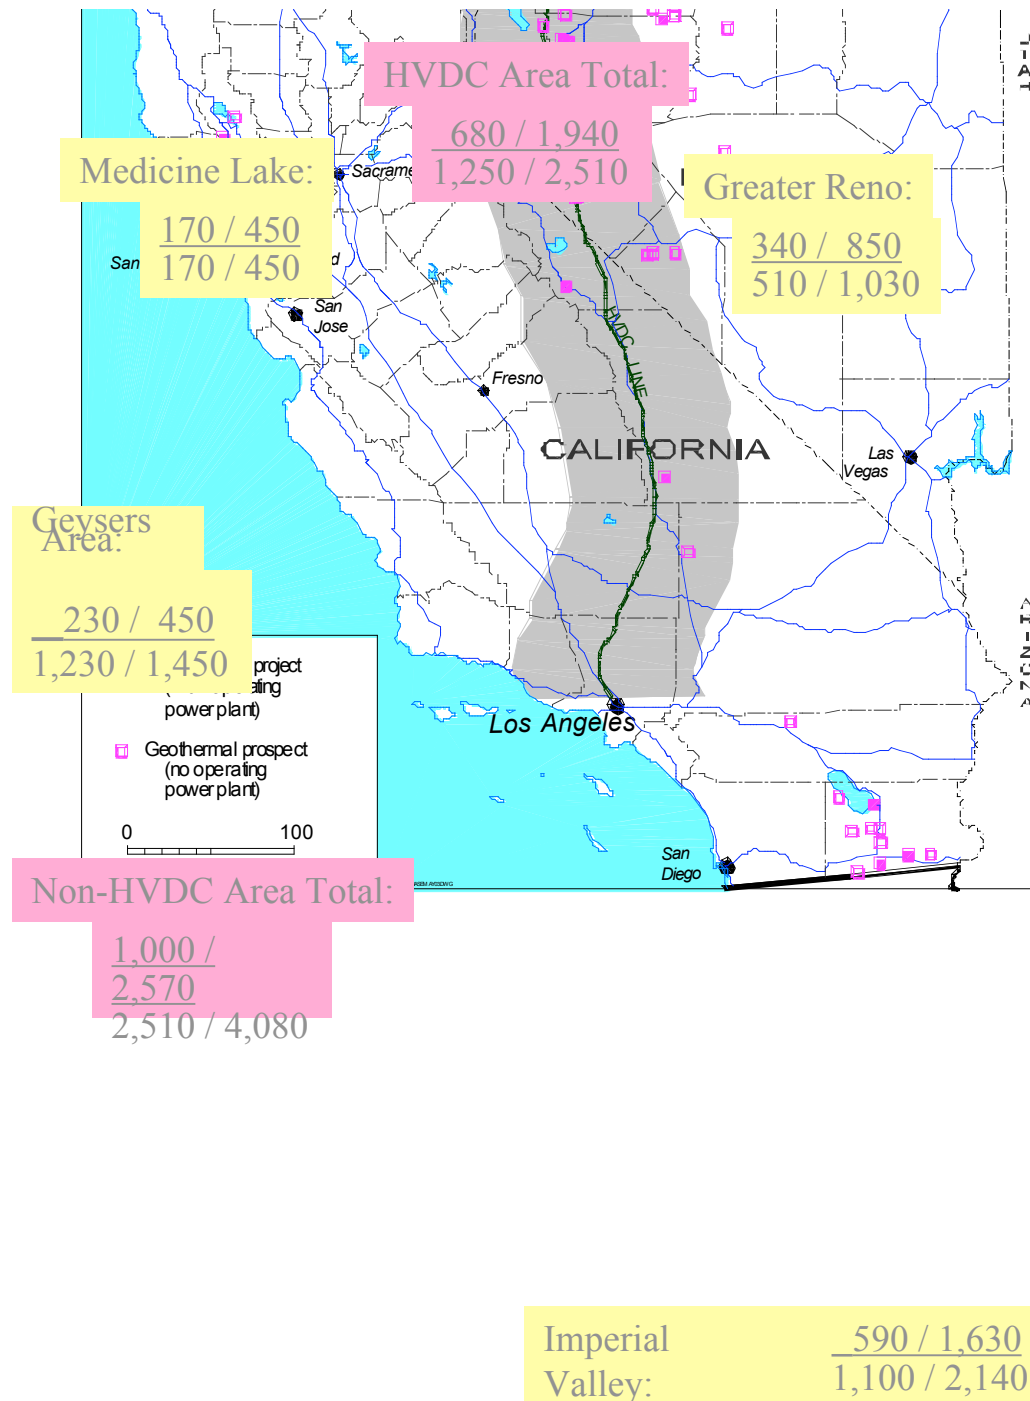 HVDC Area Total:
680 / 1,940
1,250 / 2,510
Medicine Lake:
170 / 450
170 / 450
Greater Reno:
340 / 850
510 / 1,030
Sacrame
San
d
San
Jose
HVDC LINE
Fresno
CALIFORNIA
Las
Vegas
Geysers
Area:
230 / 450
1,230 / 1,450
project
ating
power plant)
Geothermal prospect
(no operating
power plant)
0 100
Los Angeles
San
Diego
Non-HVDC Area Total:
1,000 /
2,570
2,510 / 4,080
Imperial
Valley:
590 / 1,630
1,100 / 2,140